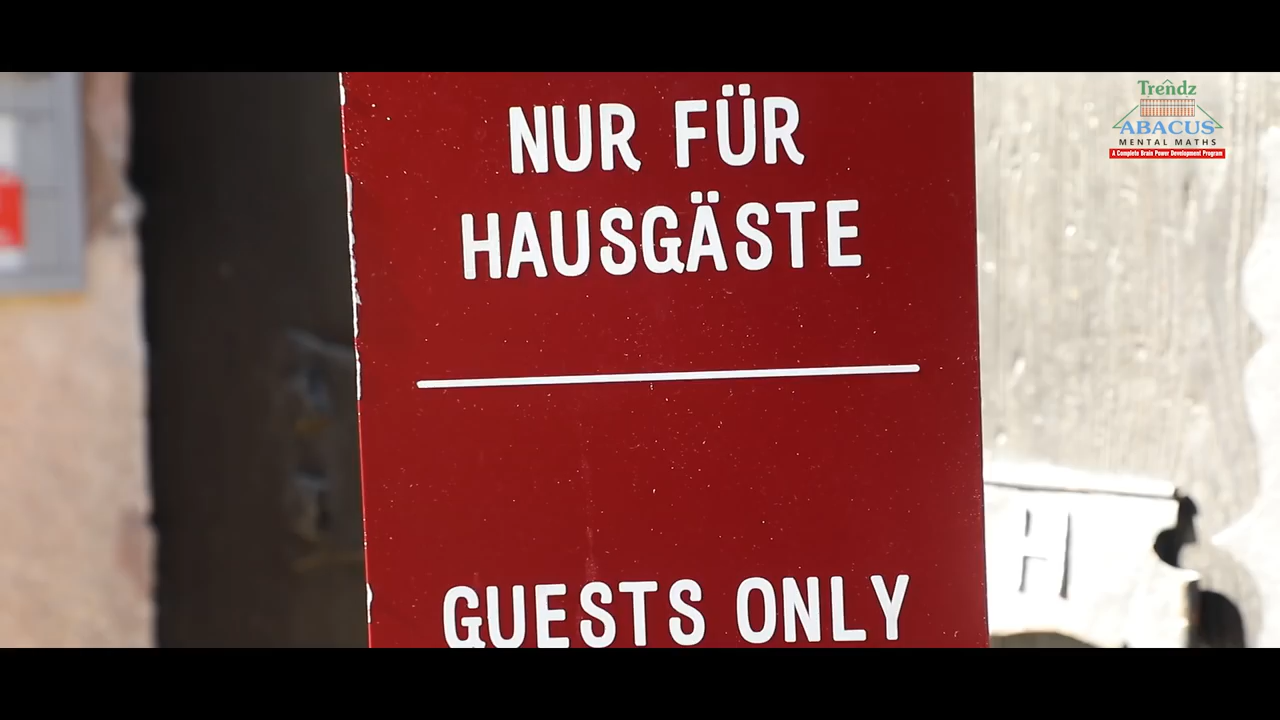 NUR FÜR
HAUSGÄSTE
GUESTS ONLY
Trendz
ABACUS
MENTAL MATHS
A Complete Brain Power Development Program
H